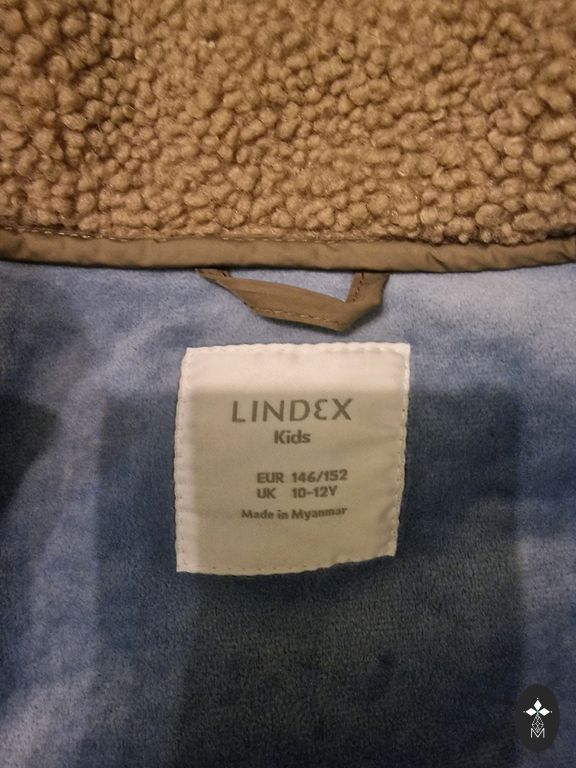 LINDEX
Kids
EUR 146/152
UK 10-12Y
Made in Myanmar
M